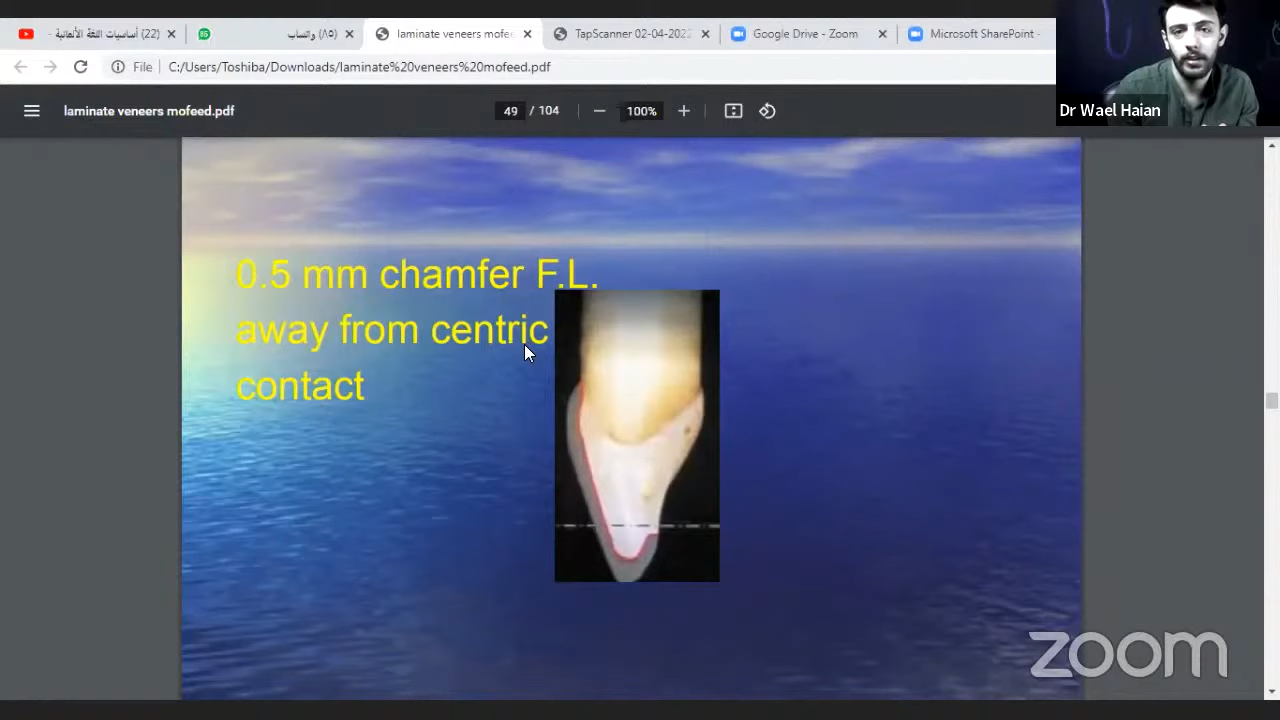 (22) أساسيات اللغة الألمانية -
(٨٥) واتساب
laminate veneers mofe
TapScanner 02-04-202
Google Drive - Zoom
Microsoft SharePoint -
File C:/Users/Toshiba/Downloads/laminate%20veneers%20mofeed.pdf
laminate veneers mofeed.pdf
49 / 104
100%
Dr Wael Haian
0.5 mm chamfer F.L.
away from centric
contact
zoom